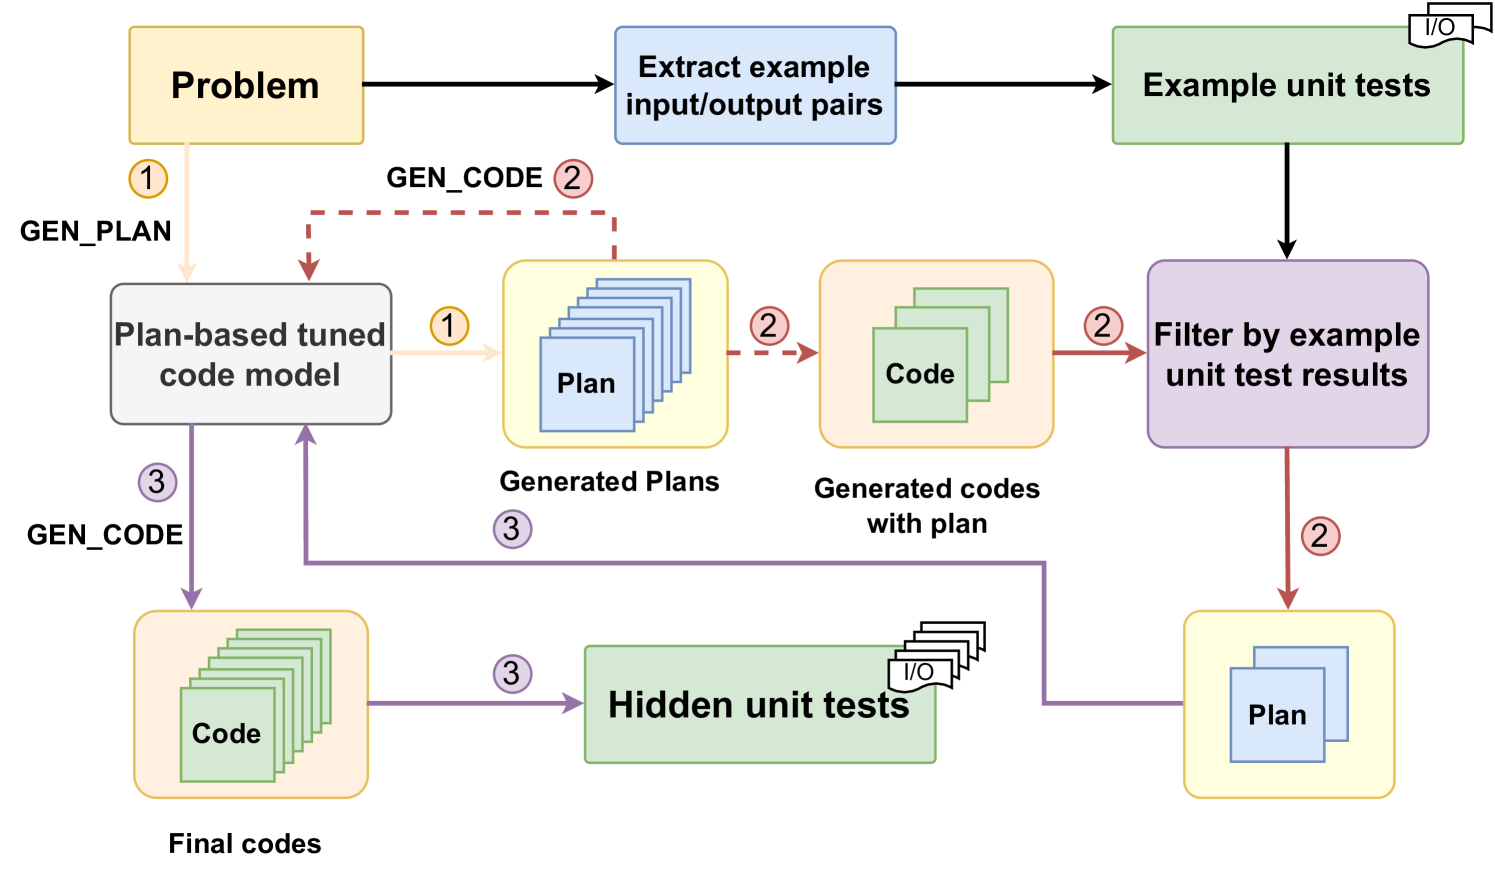 Problem
Extract example
input/output pairs
I/O
Example unit tests
1
GEN_PLAN
GEN_CODE
2
Plan-based tuned
code model
1
Plan
Generated Plans
2
Code
Generated codes
with plan
2
Filter by example
unit test results
3
GEN_CODE
3
2
Code
Final codes
3
I/O
Hidden unit tests
Plan